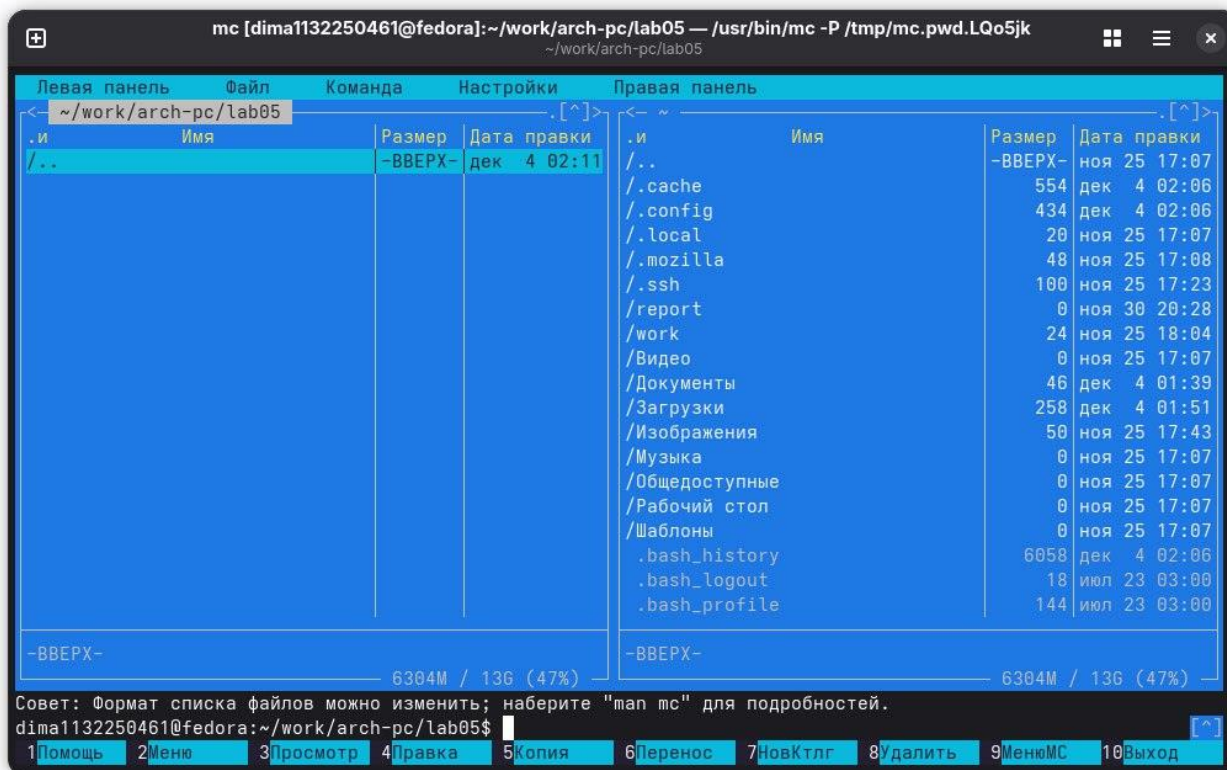 mc [dima1132250461@fedora]:~/work/arch-pc/lab05 — /usr/bin/mc -P /tmp/mc.pwd.LQo5jk
~/work/arch-pc/lab05
Левая панель Файл Команда Настройки Правая панель
<— ~/work/arch-pc/lab05 .[^]>
.и Имя Размер Дата правки
/.. -ВВЕРХ- дек 4 02:11
-ВВЕРХ-
6304M / 13G (47%)
<— ~ .[^]>
.и Имя Размер Дата правки
/.. -ВВЕРХ- ноя 25 17:07
/.cache 554 дек 4 02:06
/.config 434 дек 4 02:06
/.local 20 ноя 25 17:07
/.mozilla 48 ноя 25 17:08
/.ssh 100 ноя 25 17:23
/report 0 ноя 30 20:28
/work 24 ноя 25 18:04
/Видео 0 ноя 25 17:07
/Документы 46 дек 4 01:39
/Загрузки 258 дек 4 01:51
/Изображения 50 ноя 25 17:43
/Музыка 0 ноя 25 17:07
/Общедоступные 0 ноя 25 17:07
/Рабочий стол 0 ноя 25 17:07
/Шаблоны 0 ноя 25 17:07
.bash_history 6058 дек 4 02:06
.bash_logout 18 июл 23 03:00
.bash_profile 144 июл 23 03:00
-ВВЕРХ-
6304M / 13G (47%)
Совет: Формат списка файлов можно изменить; наберите "man mc" для подробностей.
dima1132250461@fedora:~/work/arch-pc/lab05$ [^]
1Помощь 2Меню 3Просмотр 4Правка 5Копия 6Перенос 7НовКтлг 8Удалить 9МенюMC 10Выход